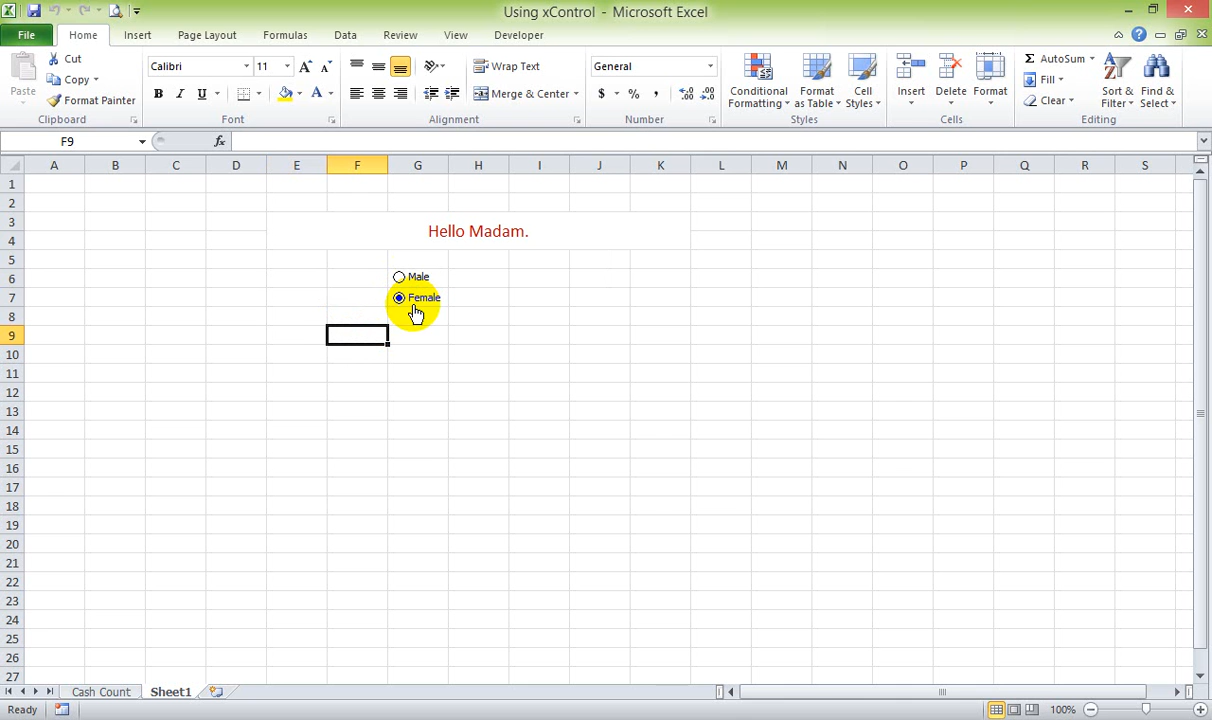 Using xControl - Microsoft Excel
File Home Insert Page Layout Formulas Data Review View Developer
Cut
Copy
Format Painter
Paste
Clipboard
Calibri 11
B I U
Font
Wrap Text
Merge & Center
Alignment
General
$ % ,
Number
Conditional Formatting
Format as Table
Cell Styles
Styles
Insert Delete Format
Cells
AutoSum
Fill
Clear
Sort & Filter
Find & Select
Editing
F9 fx
A B C D E F G H I J K L M N O P Q R S
1
2
3
Hello Madam.
4
5
6 Male
7 Female
8
9
10
11
12
13
14
15
16
17
18
19
20
21
22
23
24
25
26
27
Cash Count Sheet1
Ready 100%